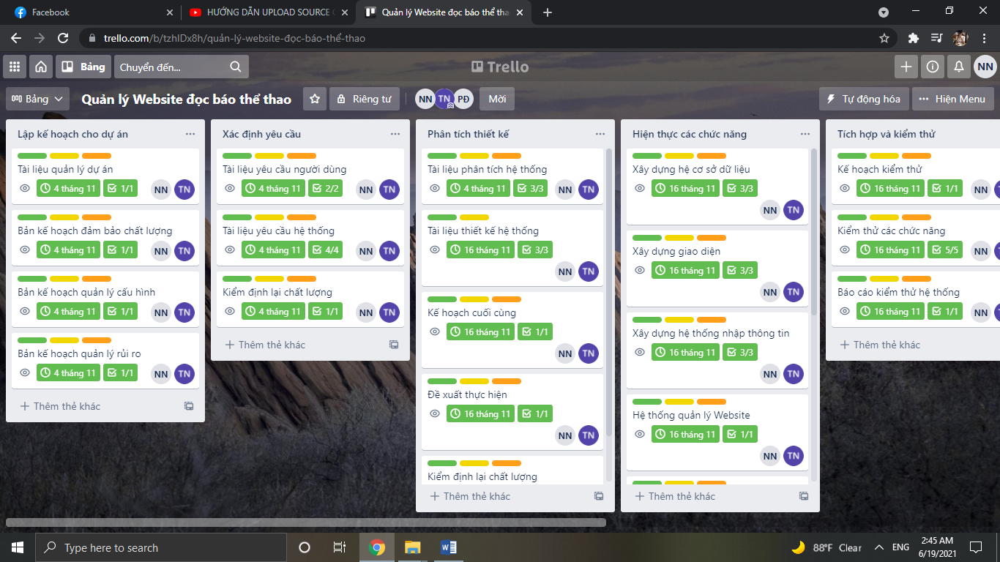 Facebook
HƯỚNG DẪN UPLOAD SOURCE
Quản lý Website đọc báo thể tha
trello.com/b/tzhIDx8h/quản-lý-website-đọc-báo-thể-thao
Bảng
Chuyển đến...
Trello
NN
Bảng
Quản lý Website đọc báo thể thao
Riêng tư
NN TN PĐ
Mời
Tự động hóa
Hiện Menu
Lập kế hoạch cho dự án
Tài liệu quản lý dự án
4 tháng 11 1/1 NN TN
Bản kế hoạch đảm bảo chất lượng
4 tháng 11 1/1 NN TN
Bản kế hoạch quản lý cấu hình
4 tháng 11 1/1 NN TN
Bản kế hoạch quản lý rủi ro
4 tháng 11 1/1 NN TN
Thêm thẻ khác
Xác định yêu cầu
Tài liệu yêu cầu người dùng
4 tháng 11 2/2 NN TN
Tài liệu yêu cầu hệ thống
4 tháng 11 4/4 NN TN
Kiểm định lại chất lượng
4 tháng 11 1/1 NN TN
Thêm thẻ khác
Phân tích thiết kế
Tài liệu phân tích hệ thống
4 tháng 11 3/3 NN TN
Tài liệu thiết kế hệ thống
16 tháng 11 3/3
NN TN
Kế hoạch cuối cùng
16 tháng 11 1/1
NN TN
Đề xuất thực hiện
16 tháng 11 1/1
NN TN
Kiểm định lại chất lượng
Thêm thẻ khác
Hiện thực các chức năng
Xây dựng hệ cơ sở dữ liệu
16 tháng 11 3/3
NN TN
Xây dựng giao diện
16 tháng 11 3/3
NN TN
Xây dựng hệ thống nhập thông tin
16 tháng 11 3/3
NN TN
Hệ thống quản lý Website
16 tháng 11 1/1
NN TN
Thêm thẻ khác
Tích hợp và kiểm thử
Kế hoạch kiểm thử
16 tháng 11 1/1 NN
Kiểm thử các chức năng
16 tháng 11 5/5 NN
Báo cáo kiểm thử hệ thống
16 tháng 11 1/1 NN
Thêm thẻ khác
Type here to search
88°F Clear
ENG
2:45 AM
6/19/2021